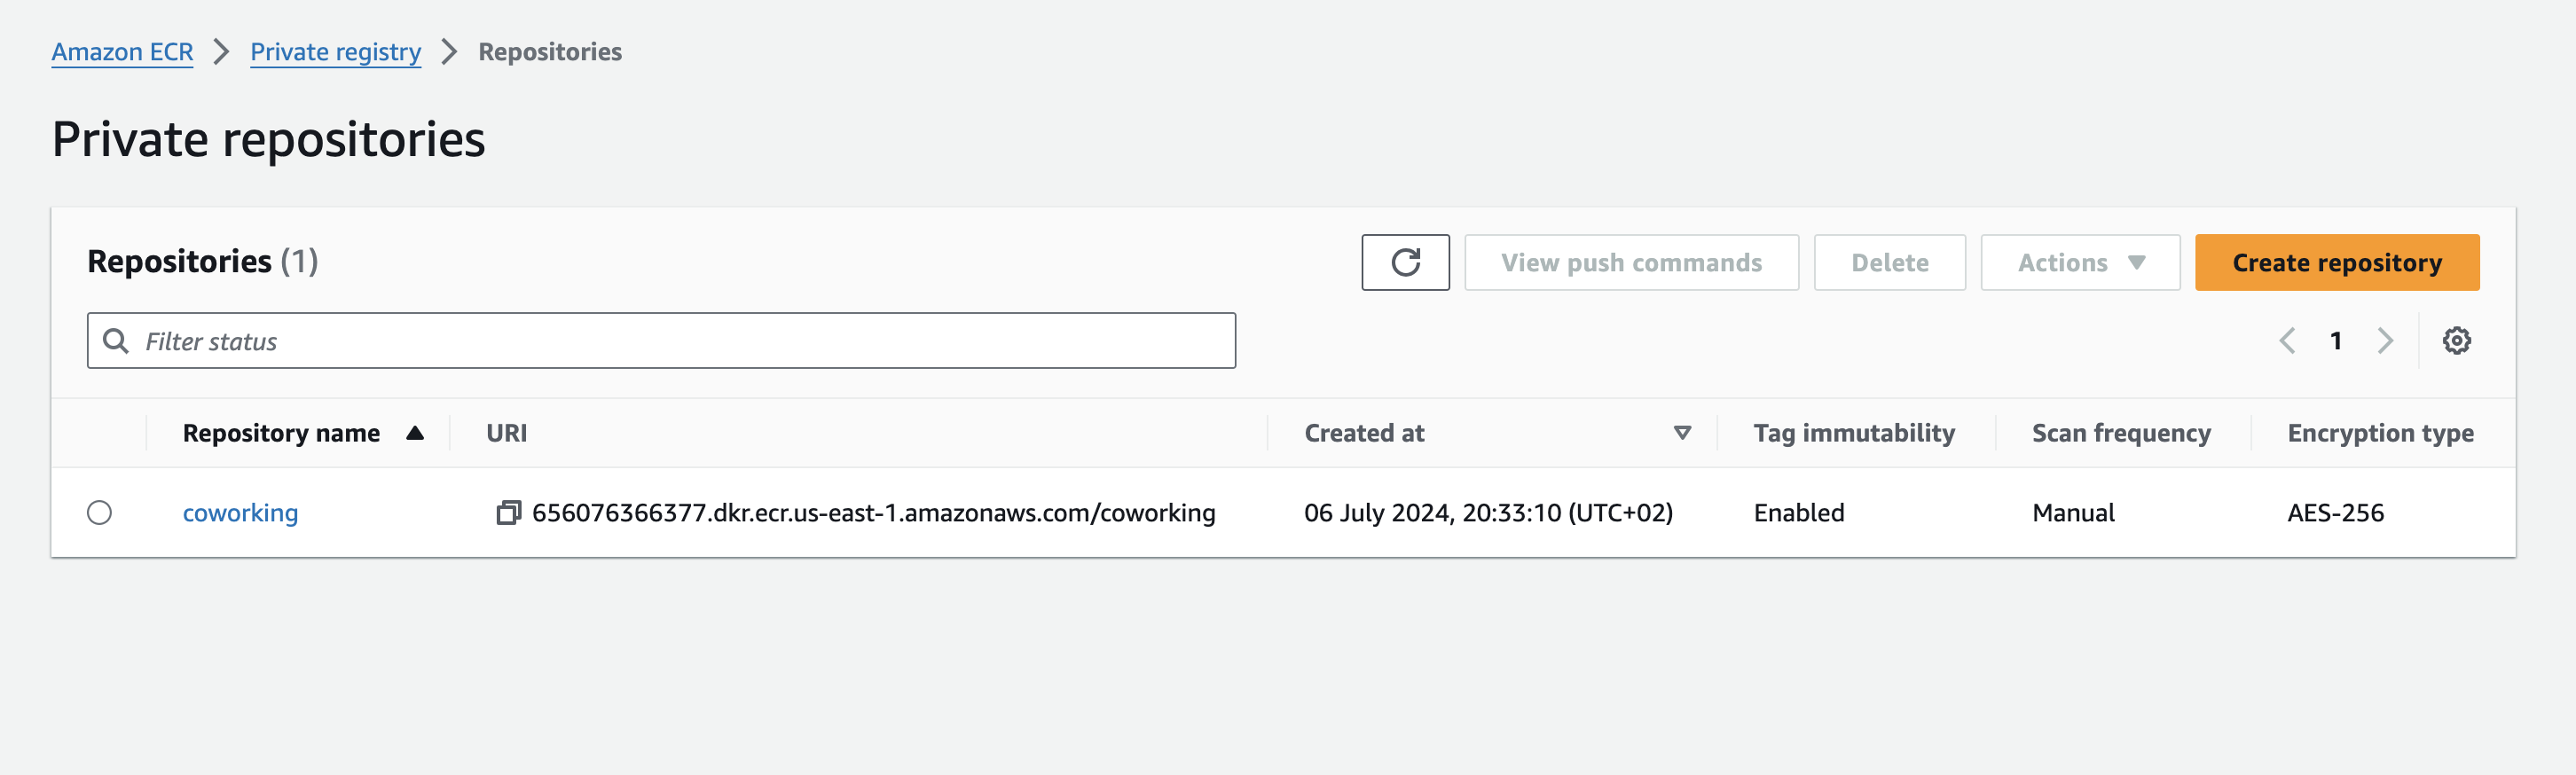 Amazon ECR > Private registry > Repositories
Private repositories
Repositories (1) View push commands Delete Actions Create repository
Filter status 1
Repository name URI Created at Tag immutability Scan frequency Encryption type
coworking 656076366377.dkr.ecr.us-east-1.amazonaws.com/coworking 06 July 2024, 20:33:10 (UTC+02) Enabled Manual AES-256